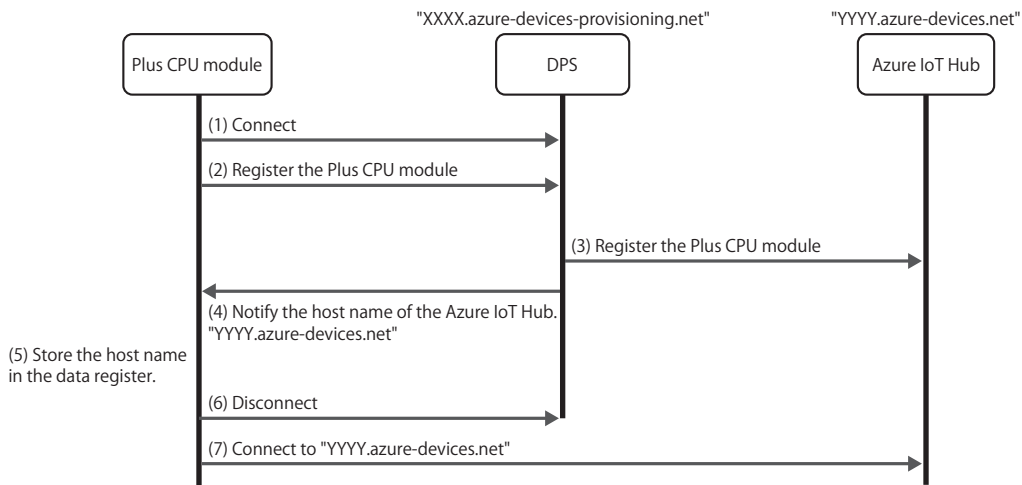 "XXXX.azure-devices-provisioning.net"
"YYYY.azure-devices.net"
Plus CPU module
DPS
Azure IoT Hub
(1) Connect
(2) Register the Plus CPU module
(3) Register the Plus CPU module
(4) Notify the host name of the Azure IoT Hub.
"YYYY.azure-devices.net"
(5) Store the host name
in the data register.
(6) Disconnect
(7) Connect to "YYYY.azure-devices.net"